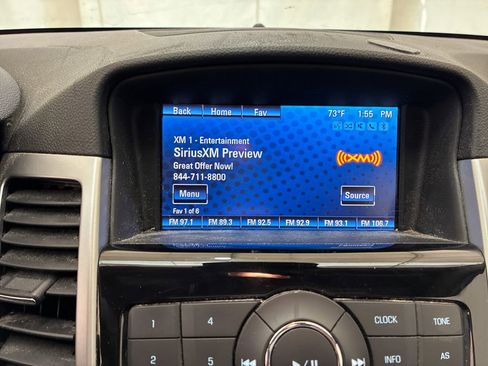 Back Home Fav 73°F 1:55 PM
XM 1 - Entertainment
SiriusXM Preview
((XM))
Great Offer Now!
844-711-8800
Menu Source
Fav 1 of 6
FM 97.1 FM 89.3 FM 92.5 FM 92.9 FM 93.1 FM 106.7
1 4 CLOCK TONE
2 5 INFO AS